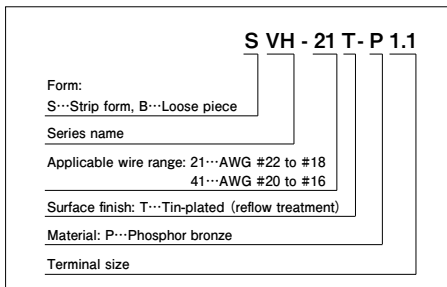 S VH - 21 T - P 1.1
Form:
S⋯Strip form, B⋯Loose piece
Series name
Applicable wire range: 21⋯AWG #22 to #18
41⋯AWG #20 to #16
Surface finish: T⋯Tin-plated (reflow treatment)
Material: P⋯Phosphor bronze
Terminal size